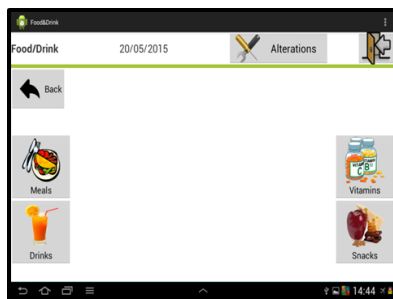 Food&Drink
Food/Drink 20/05/2015 Alterations
Back
Meals Vitamins
Drinks Snacks
14:44